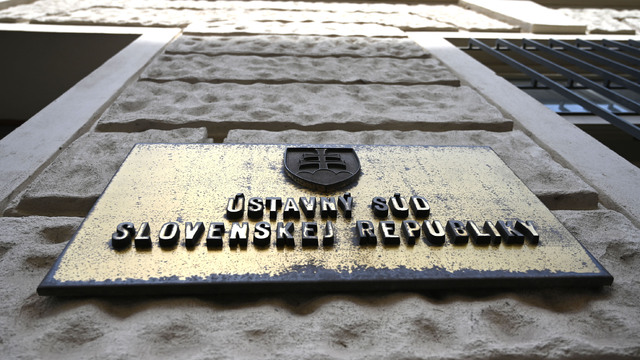 ÚSTAVNÝ SÚD
SLOVENSKEJ REPUBLIKY